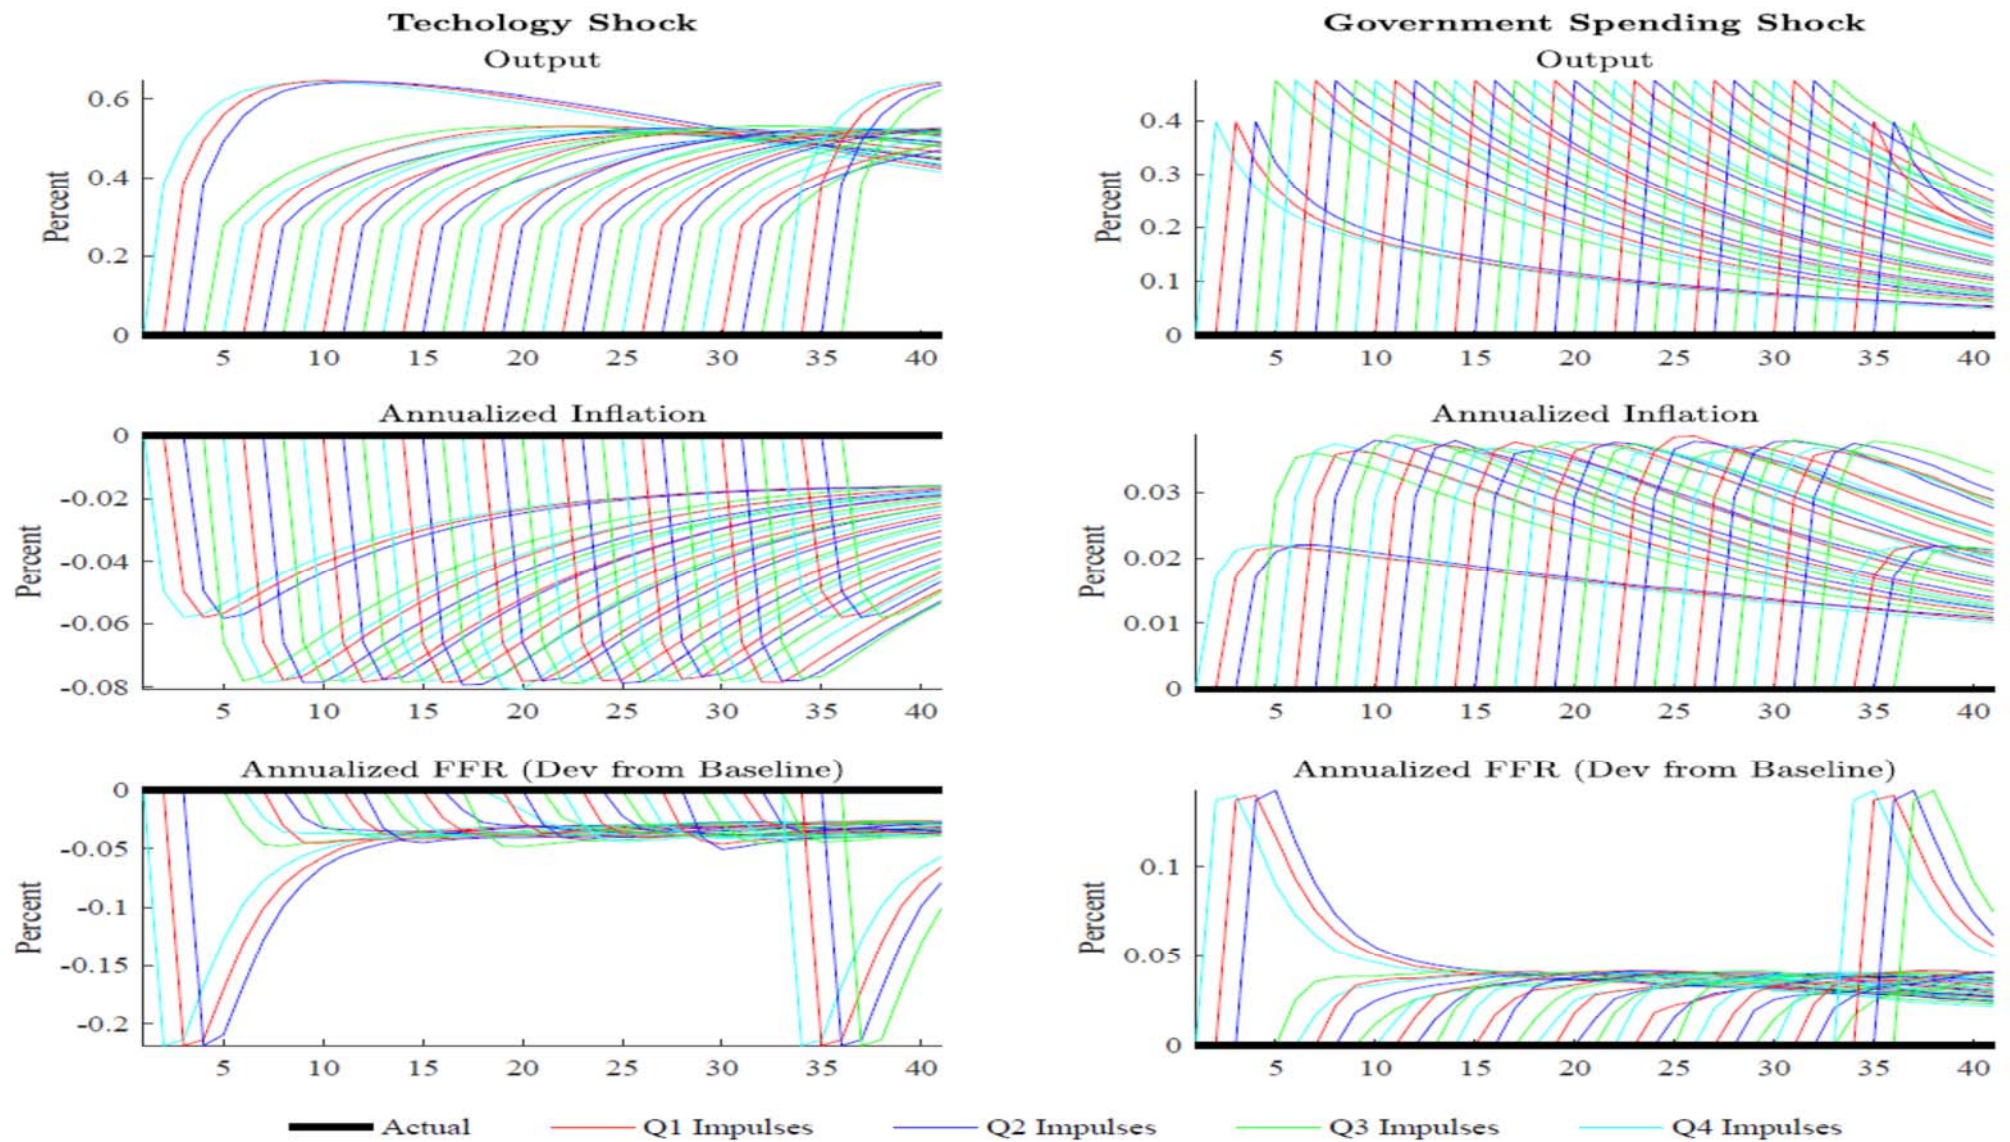 Techology Shock
Output
Percent
0.6
0.4
0.2
0
5 10 15 20 25 30 35 40
Annualized Inflation
Percent
0
-0.02
-0.04
-0.06
-0.08
5 10 15 20 25 30 35 40
Annualized FFR (Dev from Baseline)
Percent
0
-0.05
-0.1
-0.15
-0.2
5 10 15 20 25 30 35 40
Government Spending Shock
Output
Percent
0.4
0.3
0.2
0.1
0
5 10 15 20 25 30 35 40
Annualized Inflation
Percent
0.03
0.02
0.01
0
5 10 15 20 25 30 35 40
Annualized FFR (Dev from Baseline)
Percent
0.1
0.05
0
5 10 15 20 25 30 35 40
Actual Q1 Impulses Q2 Impulses Q3 Impulses Q4 Impulses